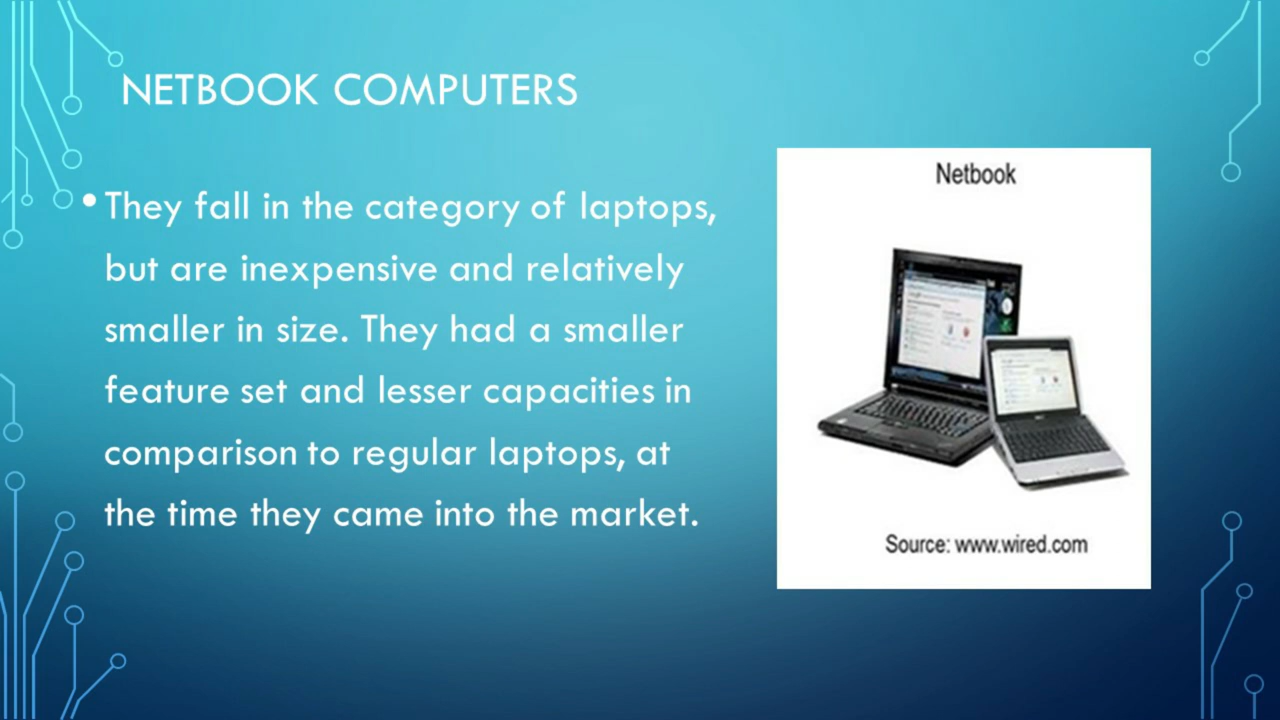 NETBOOK COMPUTERS
• They fall in the category of laptops,
but are inexpensive and relatively
smaller in size. They had a smaller
feature set and lesser capacities in
comparison to regular laptops, at
the time they came into the market.
Netbook
Source: www.wired.com